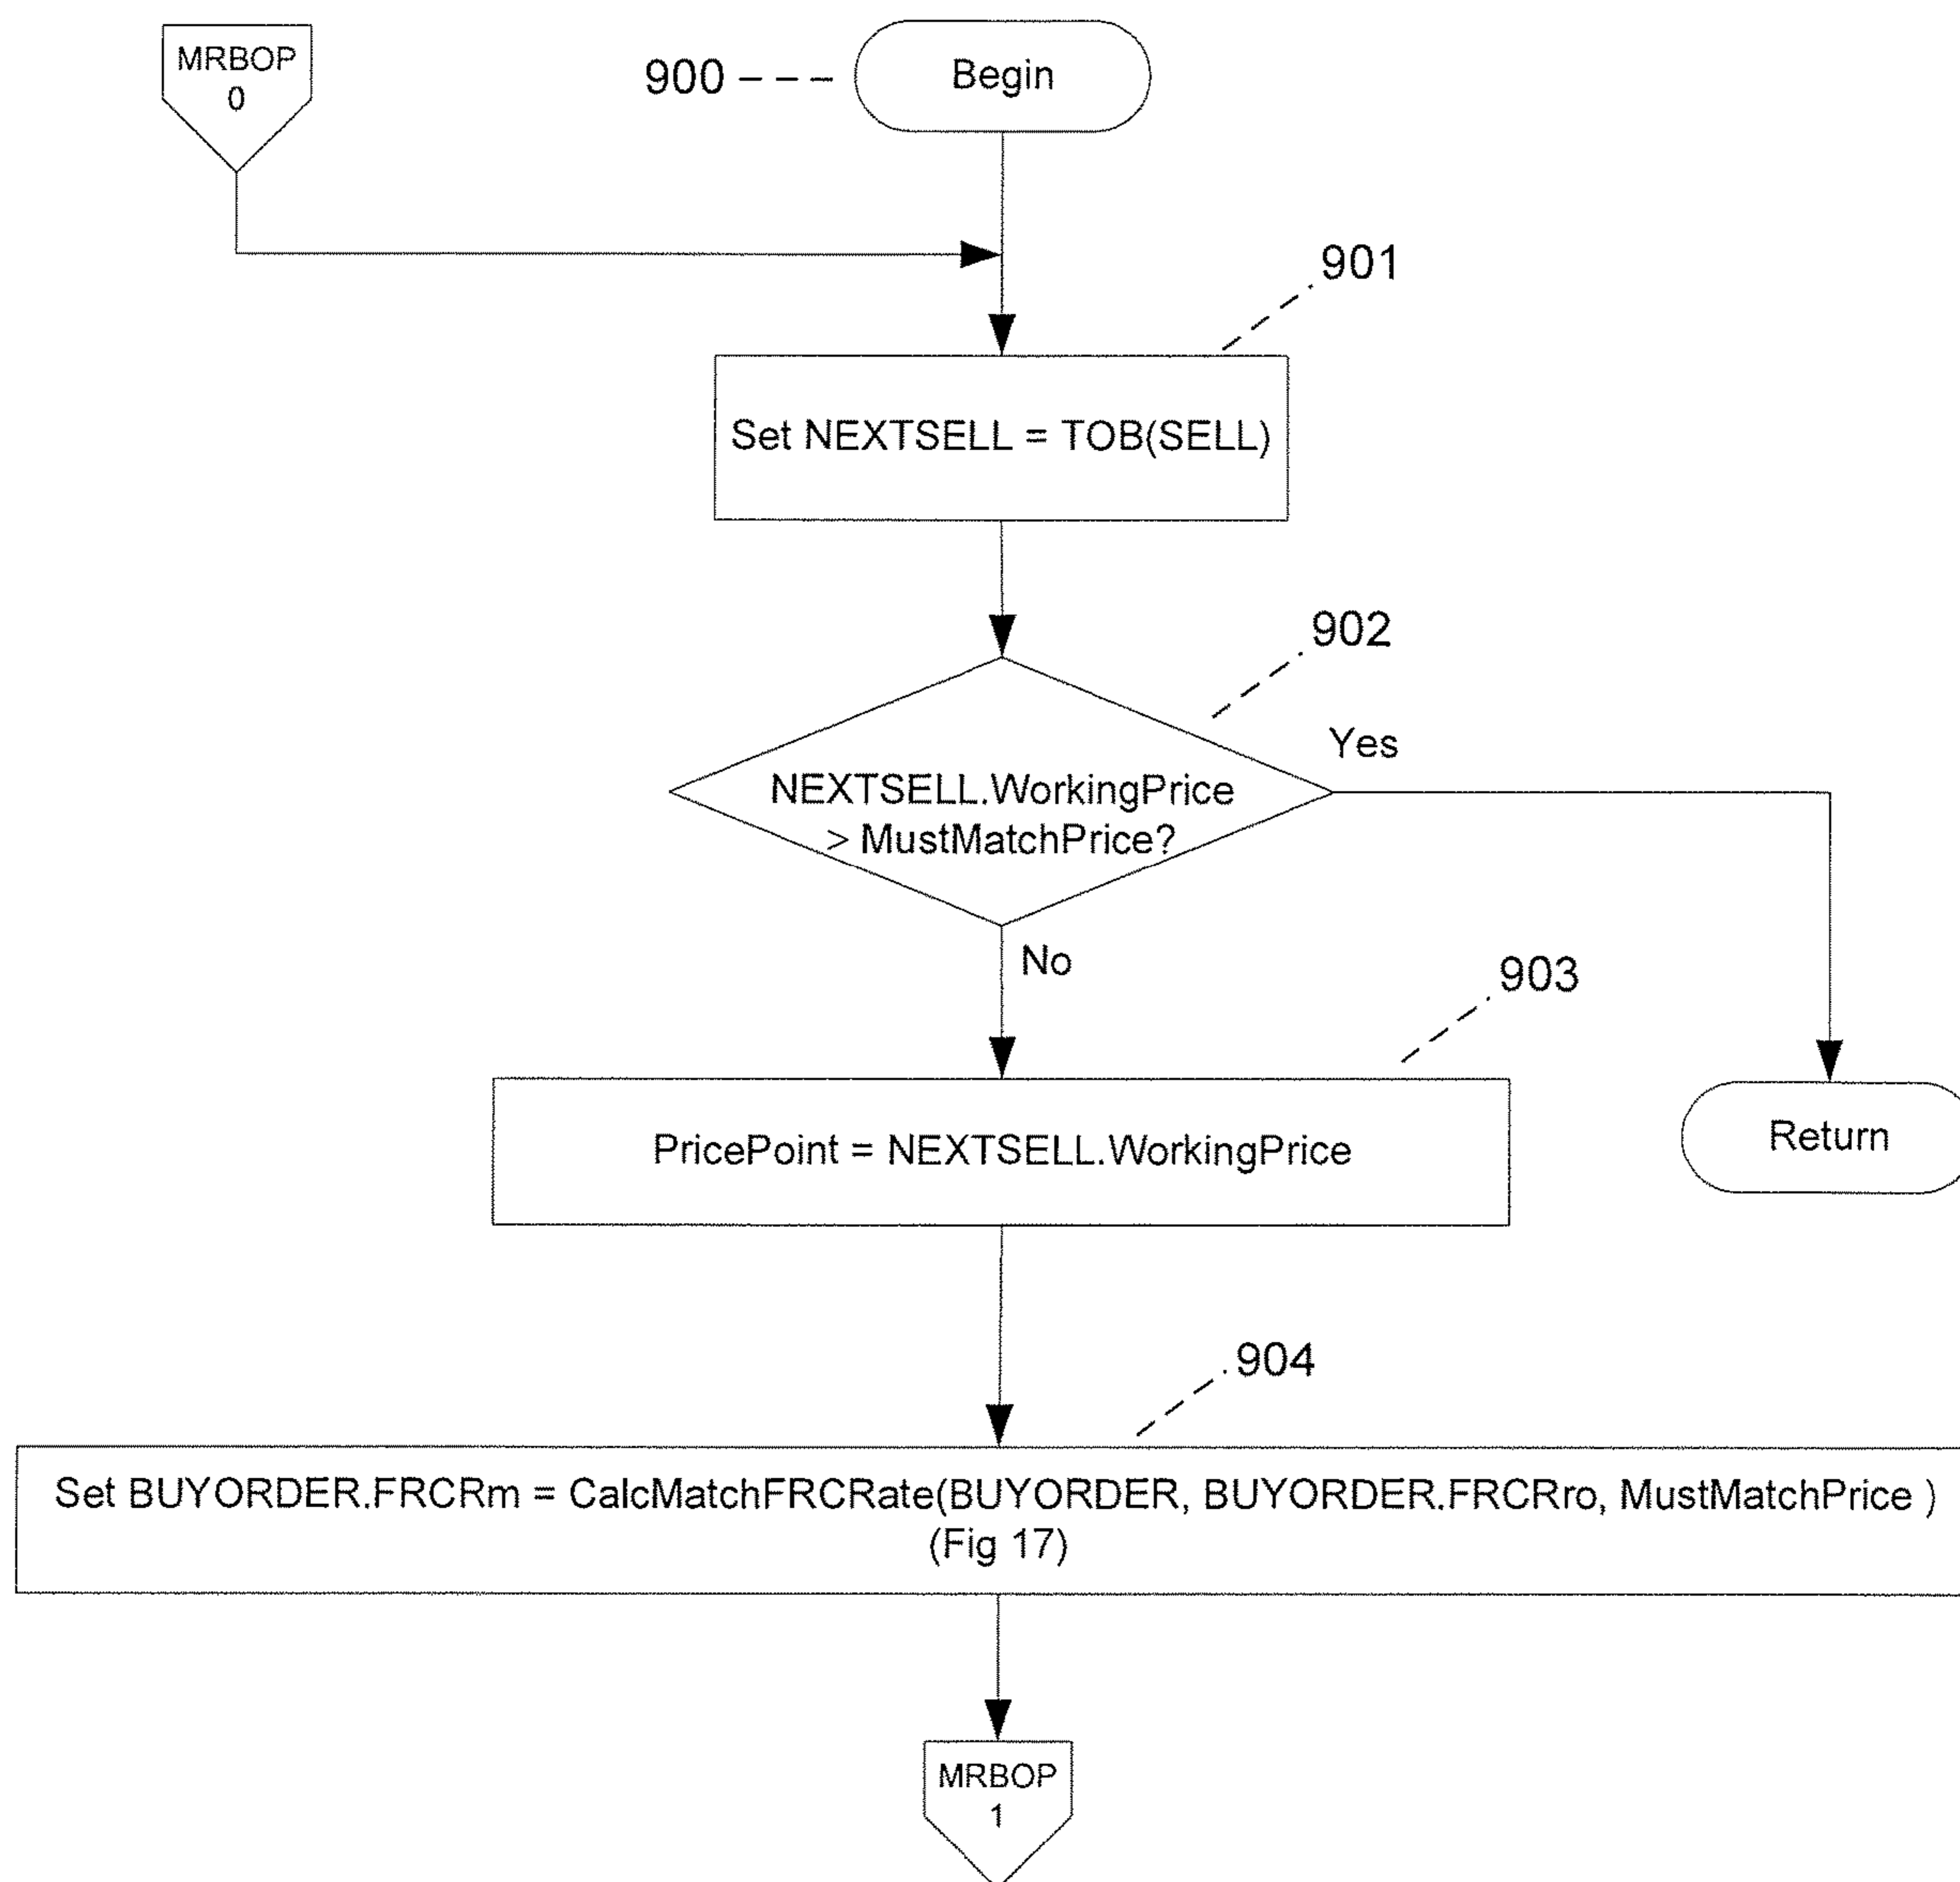 MRBOP
0
900
Begin
901
Set NEXTSELL = TOB(SELL)
902
Yes
NEXTSELL.WorkingPrice
> MustMatchPrice?
No
903
PricePoint = NEXTSELL.WorkingPrice
Return
904
Set BUYORDER.FRCRm = CalcMatchFRCRate(BUYORDER, BUYORDER.FRCRro, MustMatchPrice )
(Fig 17)
MRBOP
1